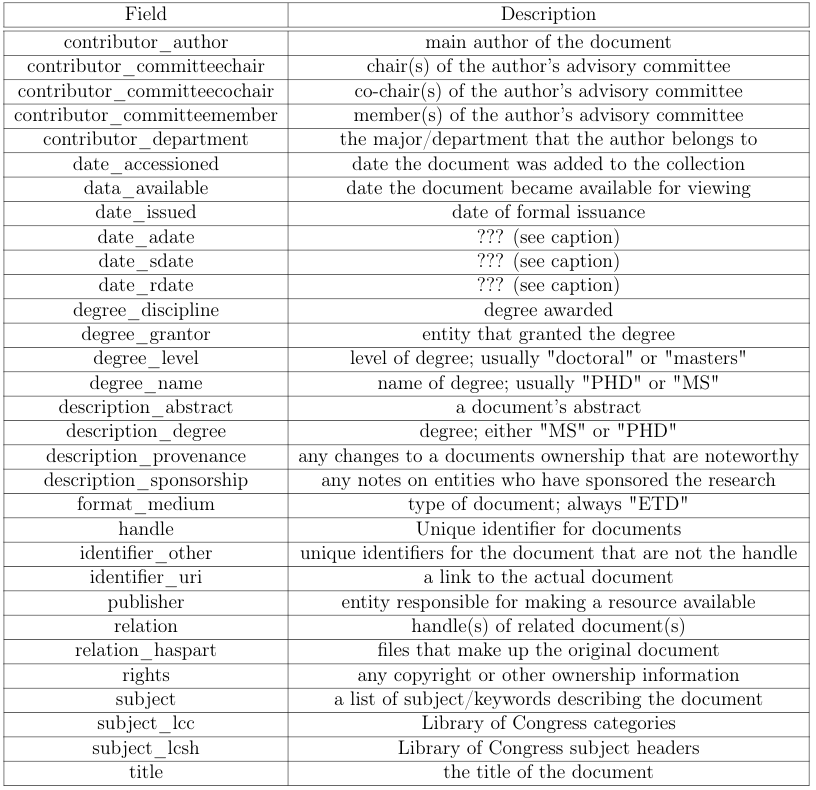 Field Description
contributor_author main author of the document
contributor_committeechair chair(s) of the author's advisory committee
contributor_committeecochair co-chair(s) of the author's advisory committee
contributor_committeemember member(s) of the author's advisory committee
contributor_department the major/department that the author belongs to
date_accessioned date the document was added to the collection
data_available date the document became available for viewing
date_issued date of formal issuance
date_adate ??? (see caption)
date_sdate ??? (see caption)
date_rdate ??? (see caption)
degree_discipline degree awarded
degree_grantor entity that granted the degree
degree_level level of degree; usually "doctoral" or "masters"
degree_name name of degree; usually "PHD" or "MS"
description_abstract a document's abstract
description_degree degree; either "MS" or "PHD"
description_provenance any changes to a documents ownership that are noteworthy
description_sponsorship any notes on entities who have sponsored the research
format_medium type of document; always "ETD"
handle Unique identifier for documents
identifier_other unique identifiers for the document that are not the handle
identifier_uri a link to the actual document
publisher entity responsible for making a resource available
relation handle(s) of related document(s)
relation_haspart files that make up the original document
rights any copyright or other ownership information
subject a list of subject/keywords describing the document
subject_lcc Library of Congress categories
subject_lcsh Library of Congress subject headers
title the title of the document